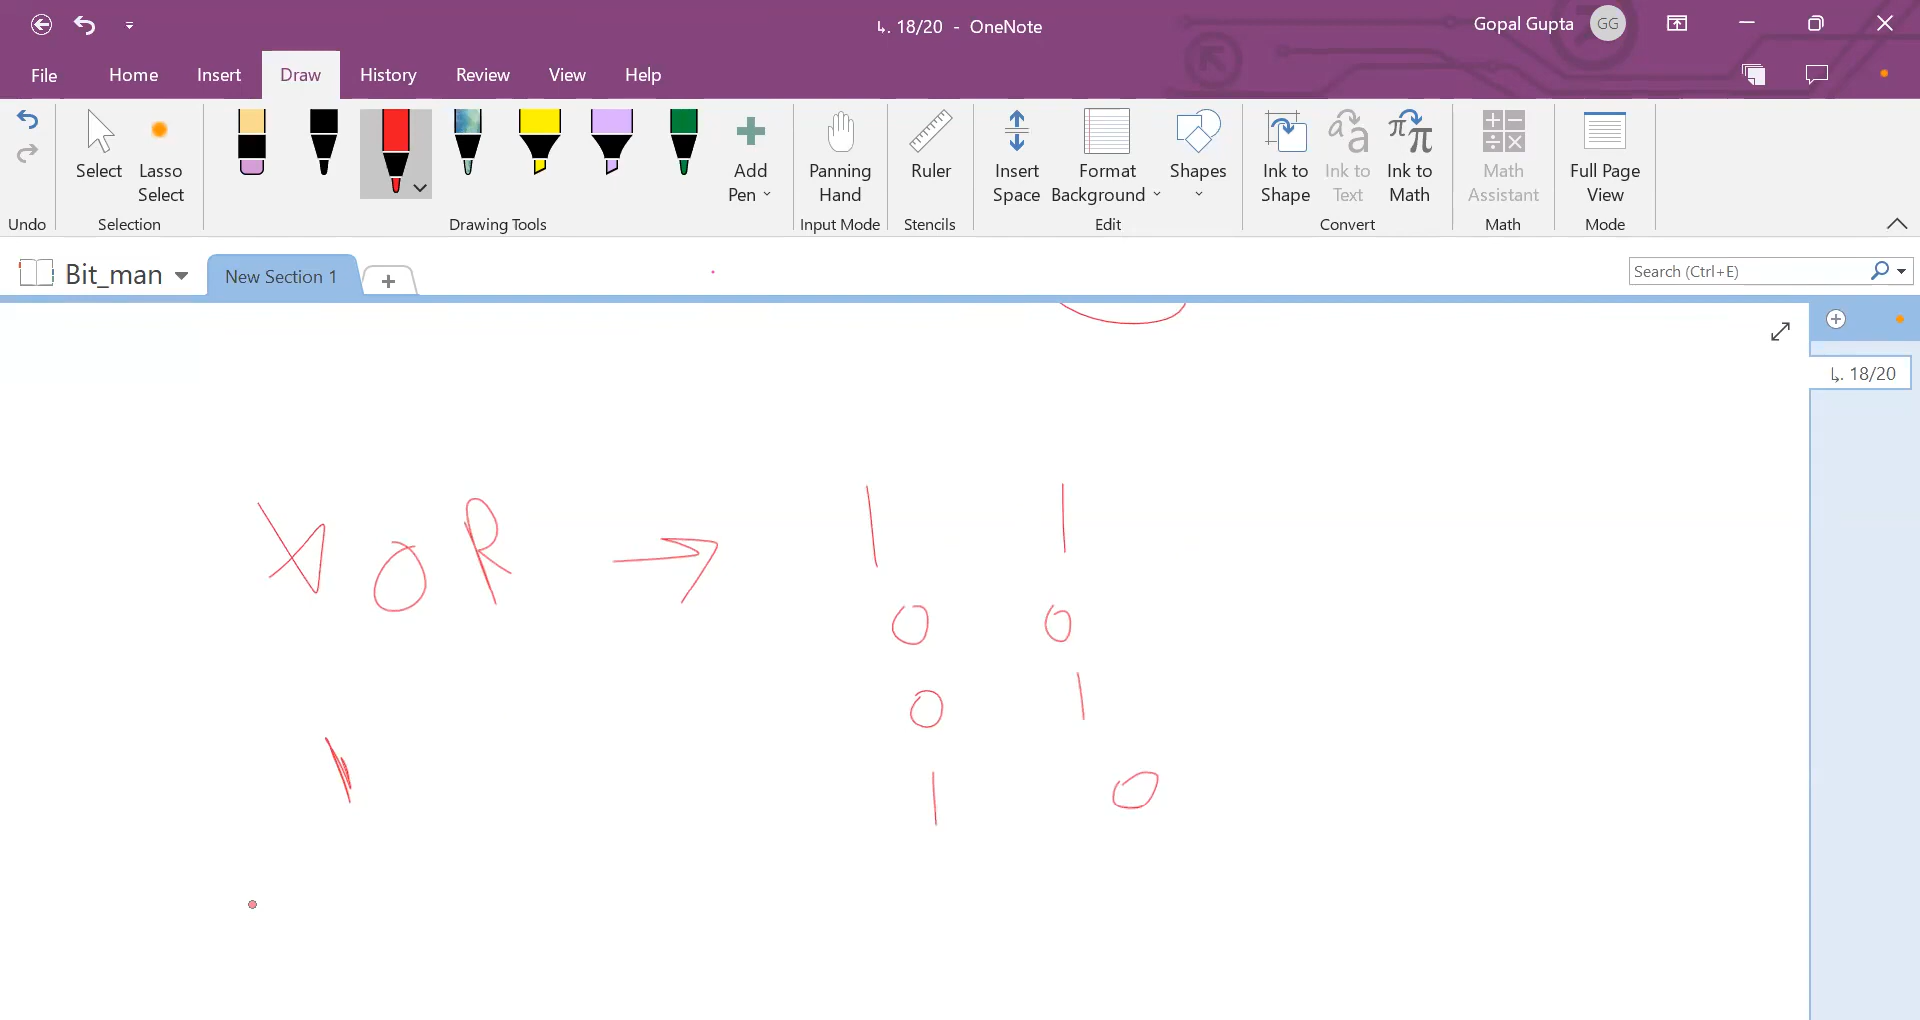 ↳. 18/20 - OneNote
Gopal Gupta GG
File Home Insert Draw History Review View Help
Select
Lasso Select
Add Pen
Panning Hand
Ruler
Insert Space
Format Background
Shapes
Ink to Shape
Ink to Text
Ink to Math
Math Assistant
Full Page View
Undo Selection Drawing Tools Input Mode Stencils Edit Convert Math Mode
Bit_man New Section 1 +
Search (Ctrl+E)
↳. 18/20
XOR → 1 1
0 0
0 1
1 0